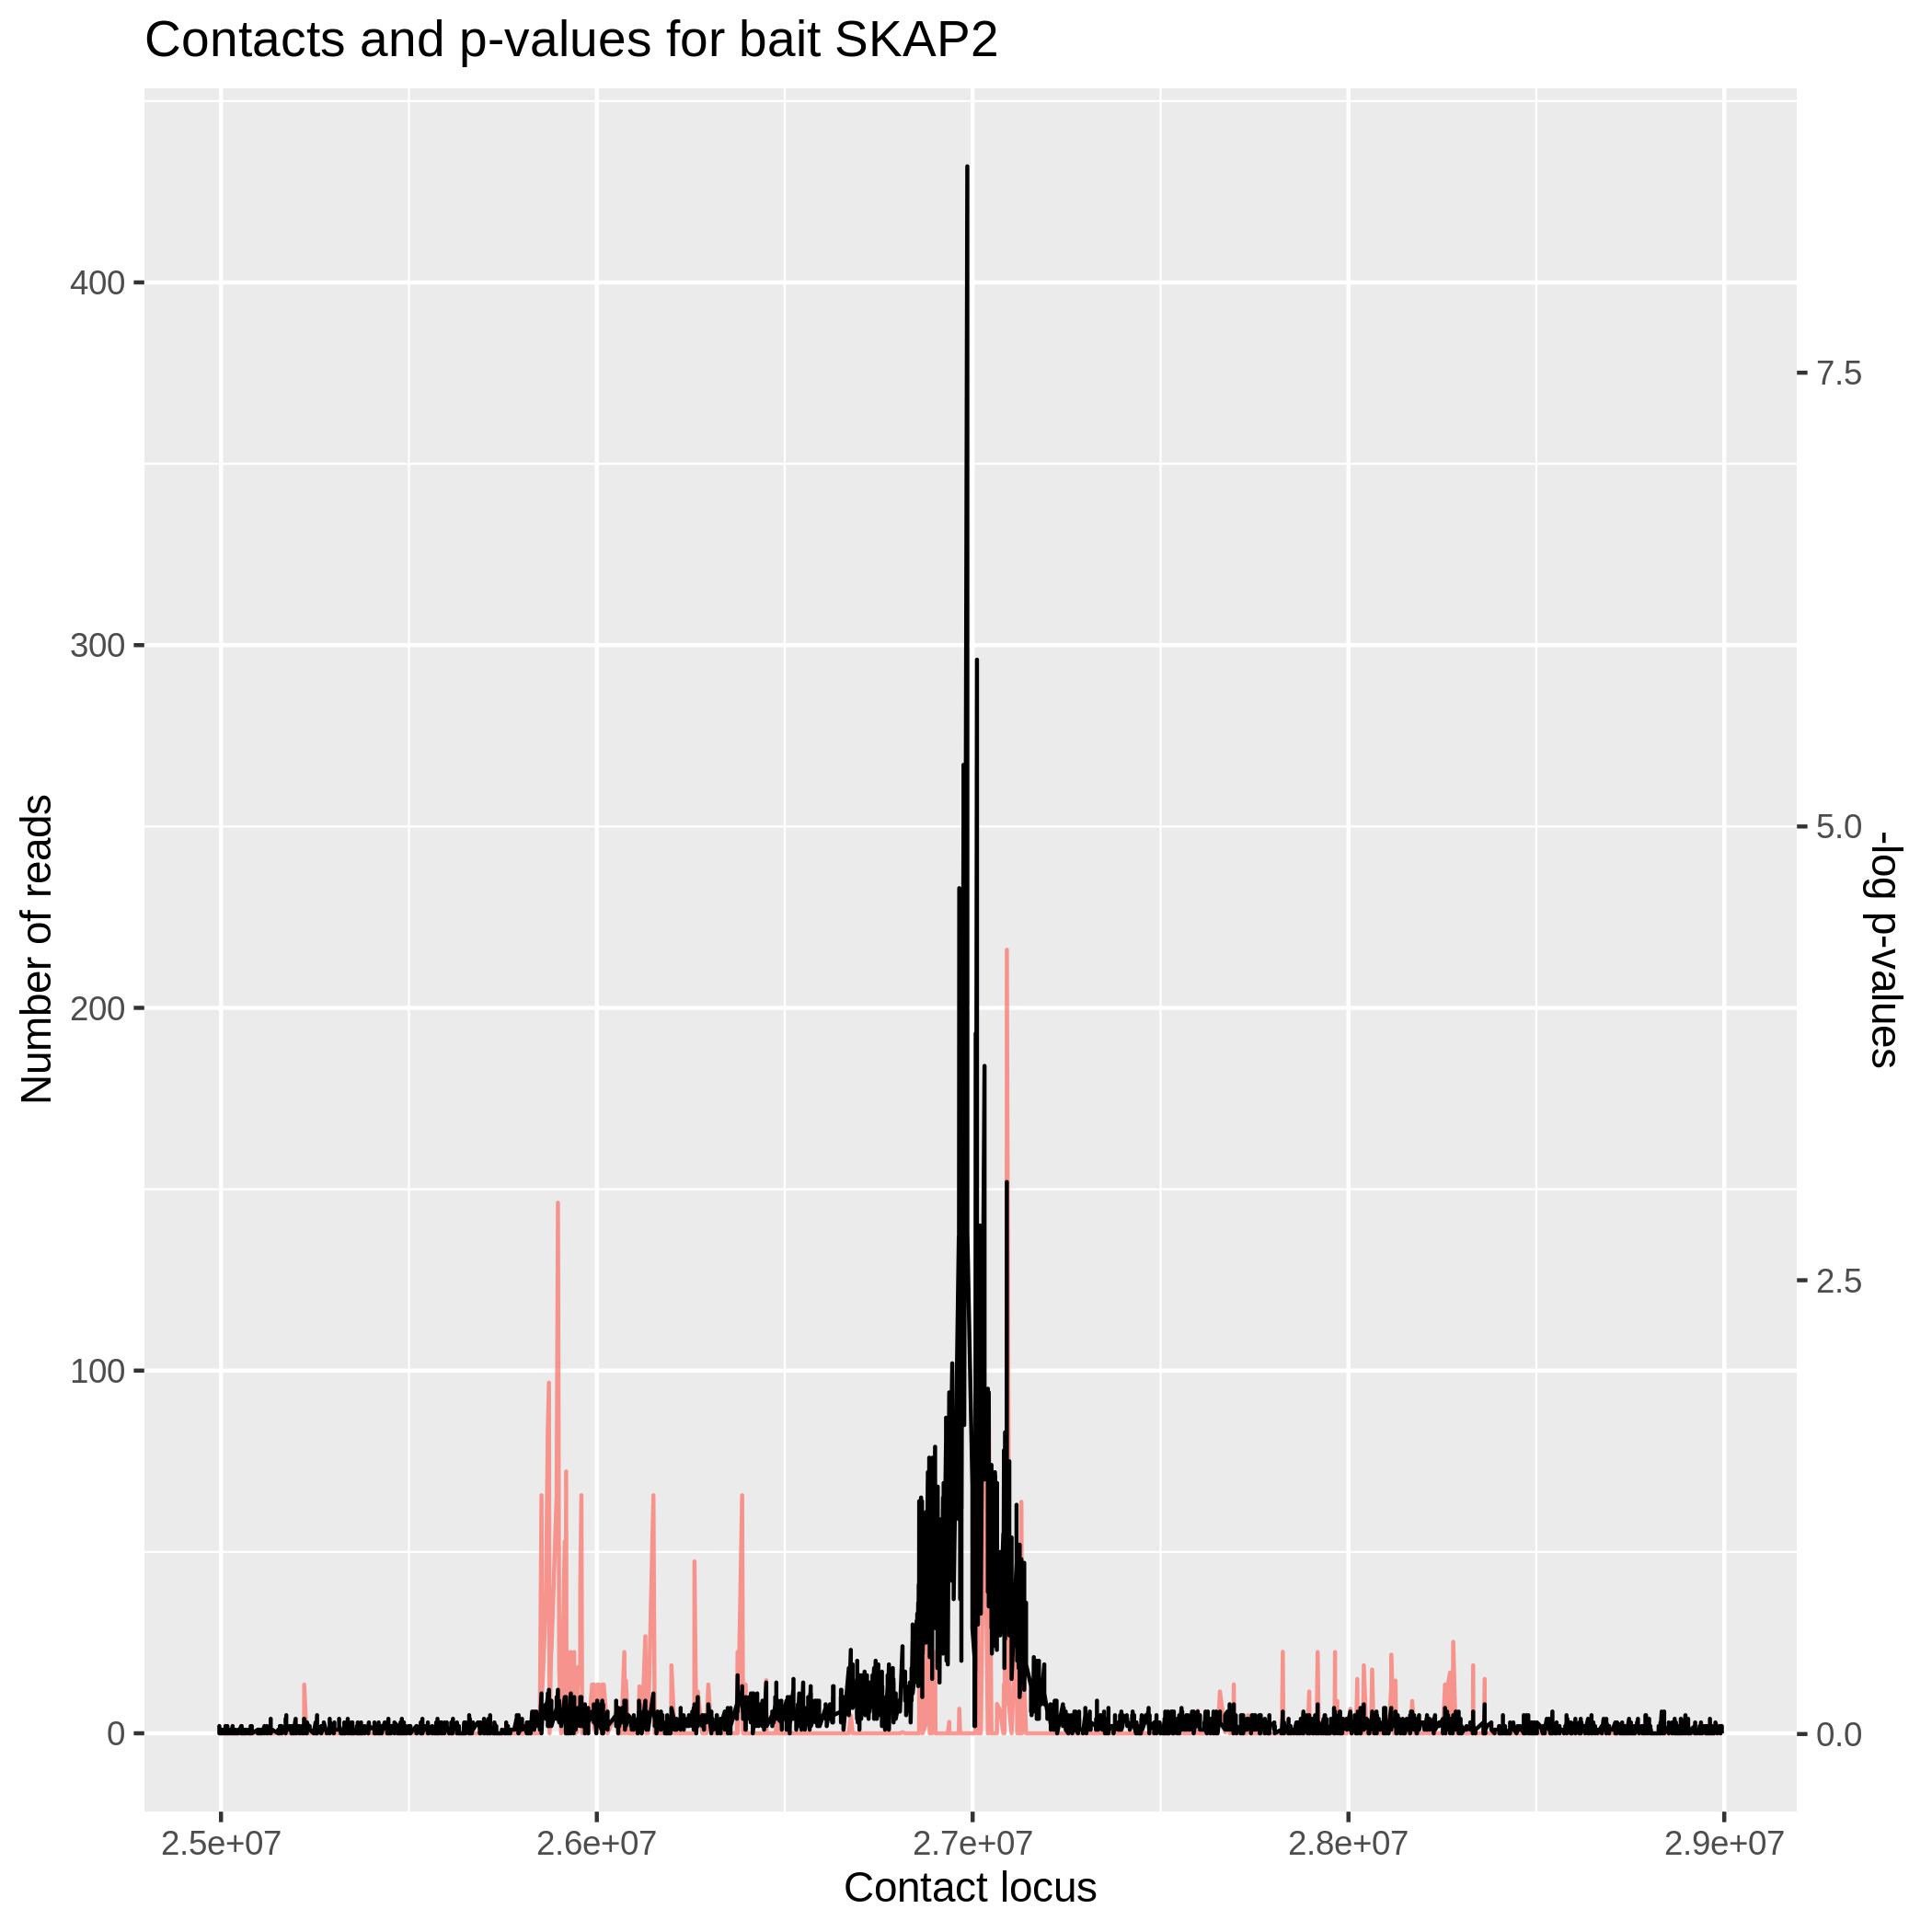 Contacts and p-values for bait SKAP2
400
300
200
100
0
Number of reads
7.5
5.0
2.5
0.0
-log p-values
2.5e+07 2.6e+07 2.7e+07 2.8e+07 2.9e+07
Contact locus